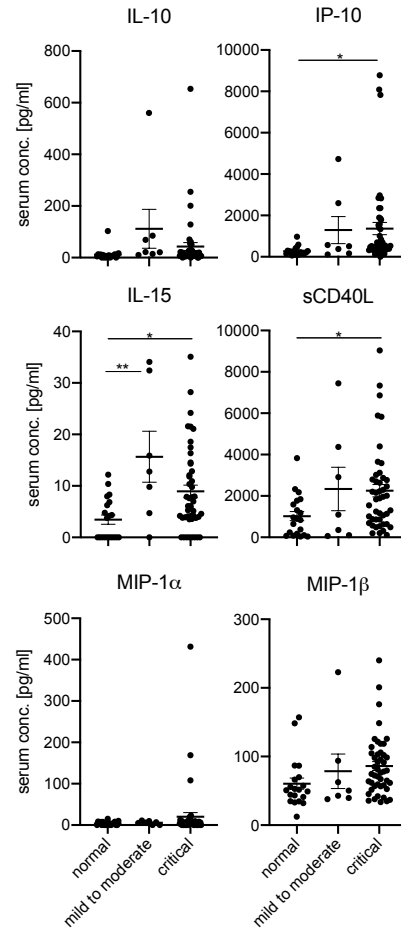 IL-10
IP-10
serum conc. [pg/ml]
800
600
400
200
0
10000
8000
6000
4000
2000
0
*
IL-15
sCD40L
serum conc. [pg/ml]
40
30
20
10
0
*
**
10000
8000
6000
4000
2000
0
*
MIP-1α
MIP-1β
serum conc. [pg/ml]
500
400
300
200
100
0
300
200
100
0
normal
mild to moderate
critical
normal
mild to moderate
critical